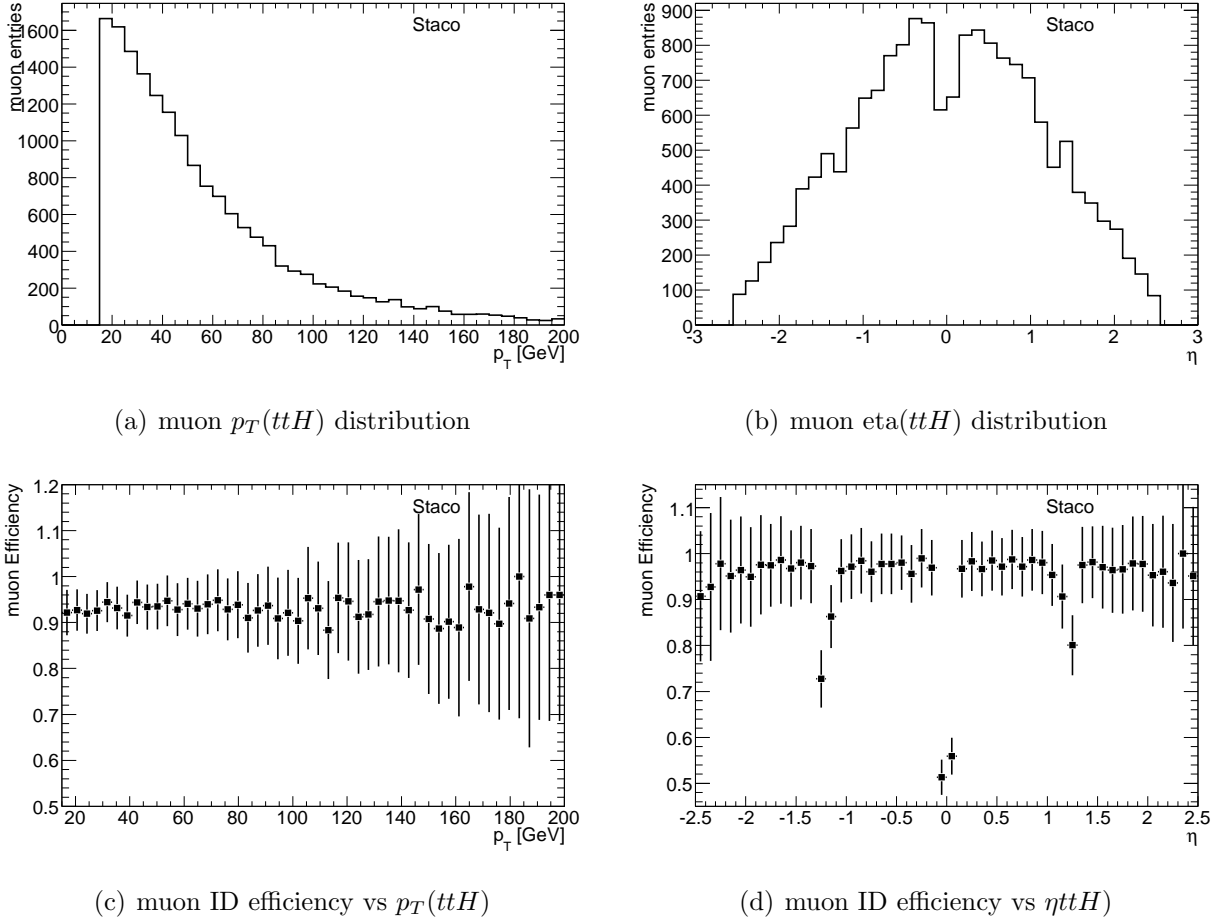 muon entries
Staco
1600
1400
1200
1000
800
600
400
200
0
0 20 40 60 80 100 120 140 160 180 200
p_T [GeV]
(a) muon p_T(ttH) distribution
muon entries
Staco
900
800
700
600
500
400
300
200
100
0
-3 -2 -1 0 1 2 3
η
(b) muon eta(ttH) distribution
muon Efficiency
Staco
1.2
1.1
1
0.9
0.8
0.7
0.6
0.5
20 40 60 80 100 120 140 160 180 200
p_T [GeV]
(c) muon ID efficiency vs p_T(ttH)
muon Efficiency
Staco
1.1
1
0.9
0.8
0.7
0.6
0.5
-2.5 -2 -1.5 -1 -0.5 0 0.5 1 1.5 2 2.5
η
(d) muon ID efficiency vs ηttH)